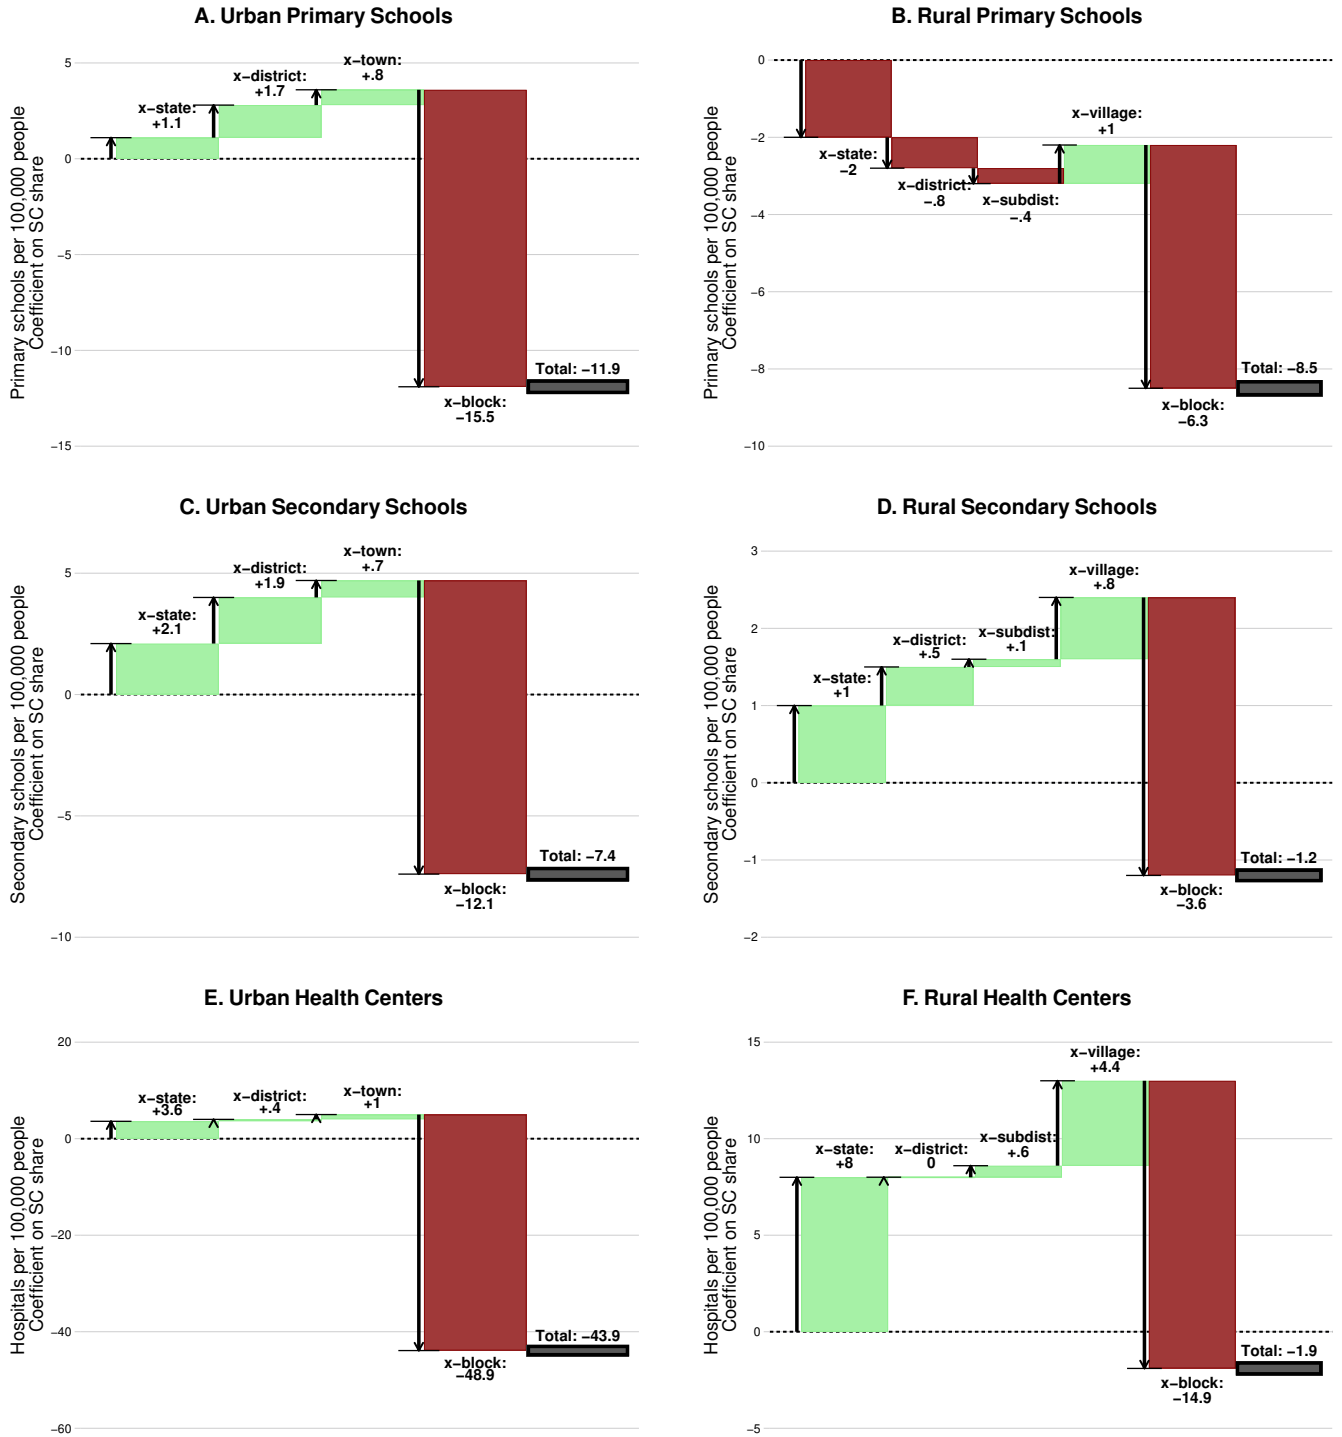 A. Urban Primary Schools
Primary schools per 100,000 people
Coefficient on SC share
5
0
−5
−10
−15
x−state:
+1.1
x−district:
+1.7
x−town:
+.8
x−block:
−15.5
Total: −11.9
B. Rural Primary Schools
Primary schools per 100,000 people
Coefficient on SC share
0
−2
−4
−6
−8
−10
x−state:
−2
x−district:
−.8
x−subdist:
−.4
x−village:
+1
x−block:
−6.3
Total: −8.5
C. Urban Secondary Schools
Secondary schools per 100,000 people
Coefficient on SC share
5
0
−5
−10
x−state:
+2.1
x−district:
+1.9
x−town:
+.7
x−block:
−12.1
Total: −7.4
D. Rural Secondary Schools
Secondary schools per 100,000 people
Coefficient on SC share
3
2
1
0
−1
−2
x−state:
+1
x−district:
+.5
x−subdist:
+.1
x−village:
+.8
x−block:
−3.6
Total: −1.2
E. Urban Health Centers
Hospitals per 100,000 people
Coefficient on SC share
20
0
−20
−40
−60
x−state:
+3.6
x−district:
+.4
x−town:
+1
x−block:
−48.9
Total: −43.9
F. Rural Health Centers
Hospitals per 100,000 people
Coefficient on SC share
15
10
5
0
−5
x−state:
+8
x−district:
0
x−subdist:
+.6
x−village:
+4.4
x−block:
−14.9
Total: −1.9